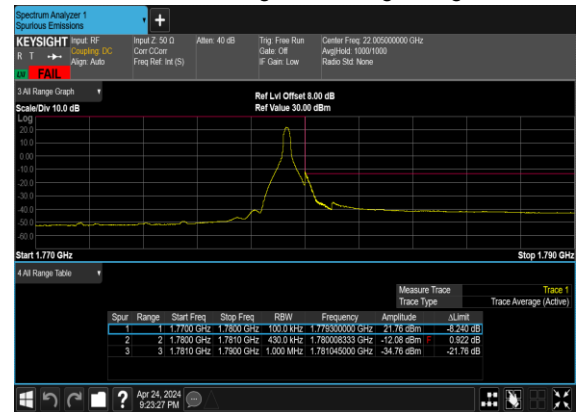 Spectrum Analyzer 1
Spurious Emissions
KEYSIGHT Input: RF Input Z: 50 Ω Atten: 40 dB Trig: Free Run Center Freq: 22.005000000 GHz
R T Coupling: DC Corr CCorr Gate: Off Avg|Hold: 1000/1000
Align: Auto Freq Ref: Int (S) IF Gain: Low Radio Std: None
LV FAIL
3 All Range Graph
Ref Lvl Offset 8.00 dB
Scale/Div 10.0 dB Ref Value 30.00 dBm
Log
20.0
10.0
0.00
-10.0
-20.0
-30.0
-40.0
-50.0
-60.0
Start 1.770 GHz Stop 1.790 GHz
4 All Range Table
Measure Trace Trace 1
Trace Type Trace Average (Active)
Spur Range Start Freq Stop Freq RBW Frequency Amplitude ΔLimit
1 1 1.7700 GHz 1.7800 GHz 100.0 kHz 1.779300000 GHz 21.76 dBm -8.240 dB
2 2 1.7800 GHz 1.7810 GHz 430.0 kHz 1.780008333 GHz -12.08 dBm F 0.922 dB
3 3 1.7810 GHz 1.7900 GHz 1.000 MHz 1.781045000 GHz -34.76 dBm -21.76 dB
? Apr 24, 2024
9:23:27 PM